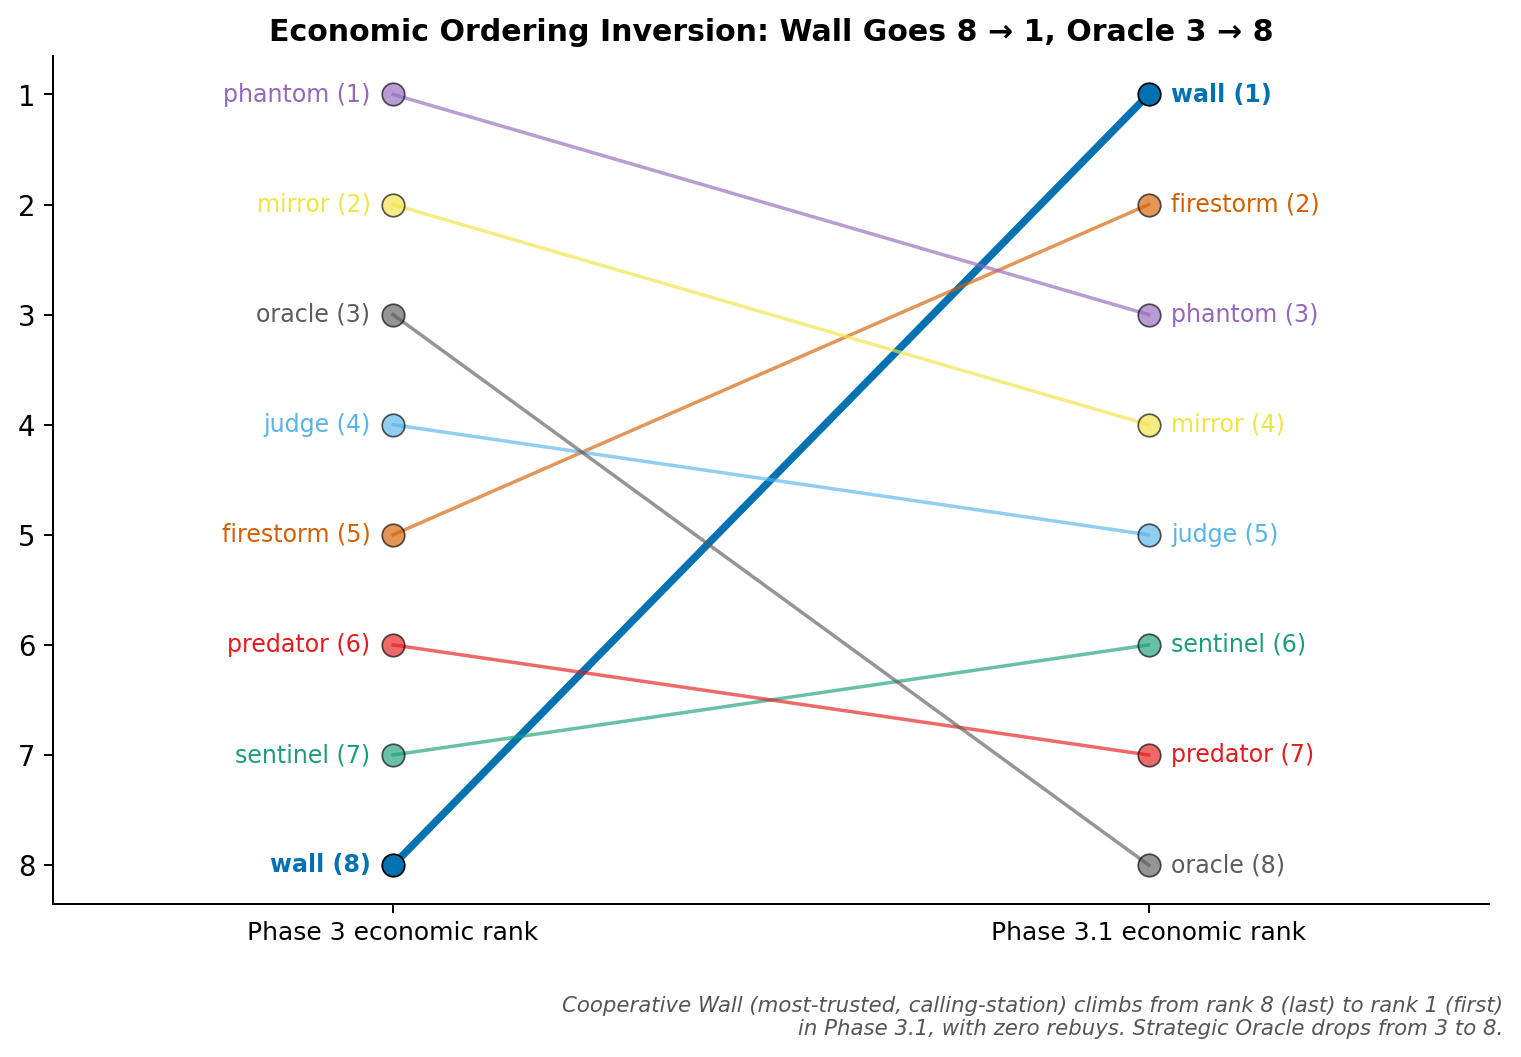 Economic Ordering Inversion: Wall Goes 8 → 1, Oracle 3 → 8
1 phantom (1) wall (1)
2 mirror (2) firestorm (2)
3 oracle (3) phantom (3)
4 judge (4) mirror (4)
5 firestorm (5) judge (5)
6 predator (6) sentinel (6)
7 sentinel (7) predator (7)
8 wall (8) oracle (8)
Phase 3 economic rank Phase 3.1 economic rank
Cooperative Wall (most-trusted, calling-station) climbs from rank 8 (last) to rank 1 (first)
in Phase 3.1, with zero rebuys. Strategic Oracle drops from 3 to 8.